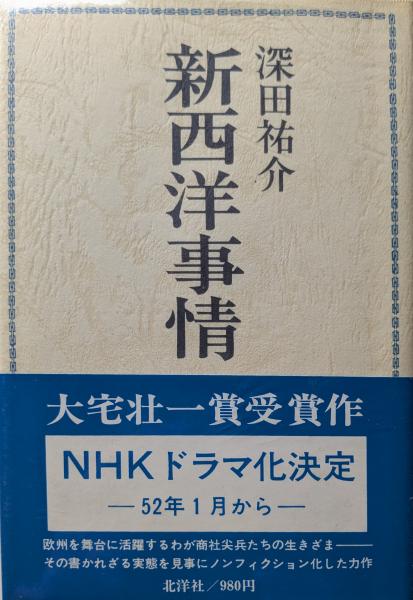 深田祐介
新西洋事情
大宅壮一賞受賞作
NHKドラマ化決定
―52年1月から―
欧州を舞台に活躍するわが商社尖兵たちの生きざま――
その書かれざる実態を見事にノンフィクション化した力作
北洋社/980円